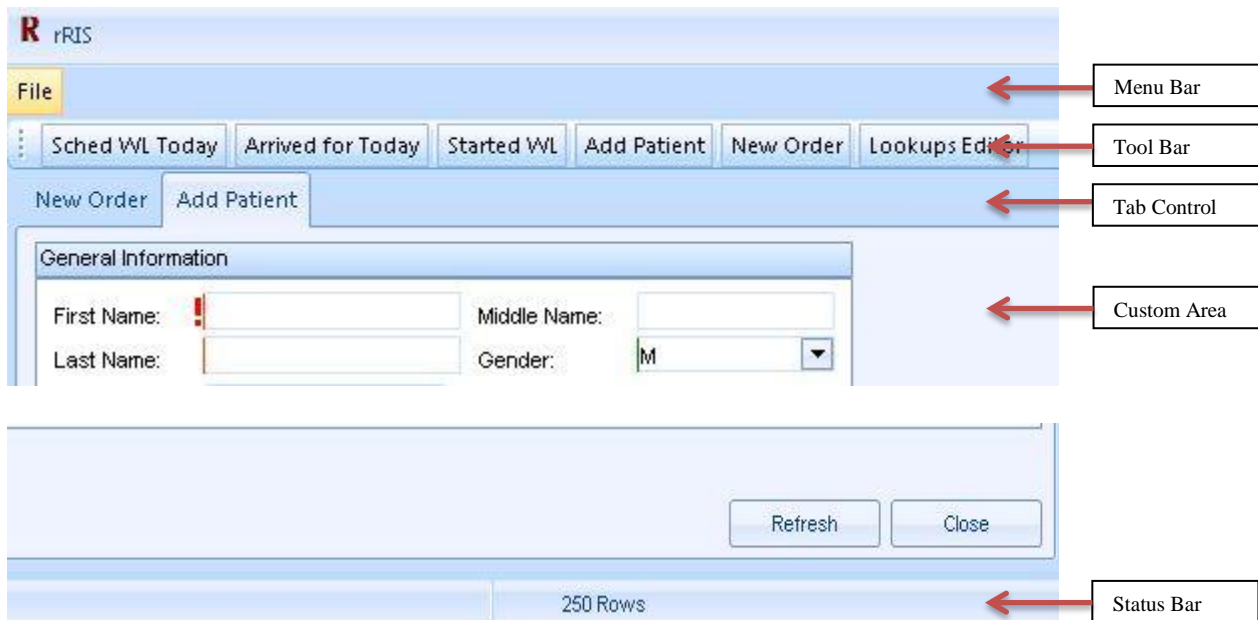 R rRIS
File
Menu Bar
Sched WL Today Arrived for Today Started WL Add Patient New Order Lookups Editor
Tool Bar
New Order Add Patient
Tab Control
General Information
First Name: ! Middle Name:
Custom Area
Last Name: Gender: M
Refresh Close
250 Rows
Status Bar